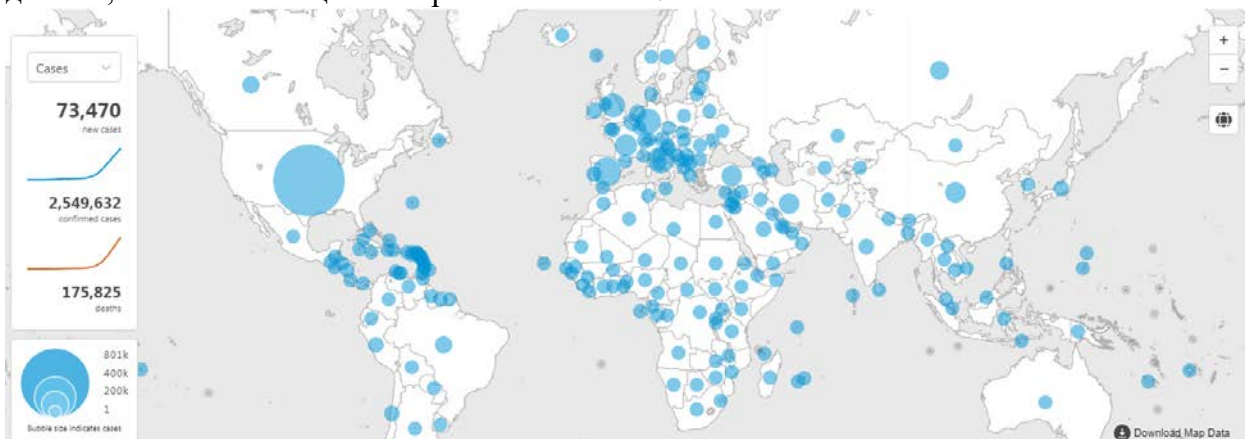 Cases
73,470
new cases
2,549,632
confirmed cases
175,825
deaths
801k
400k
200k
1
Bubble size indicates cases
+
−
Download Map Data